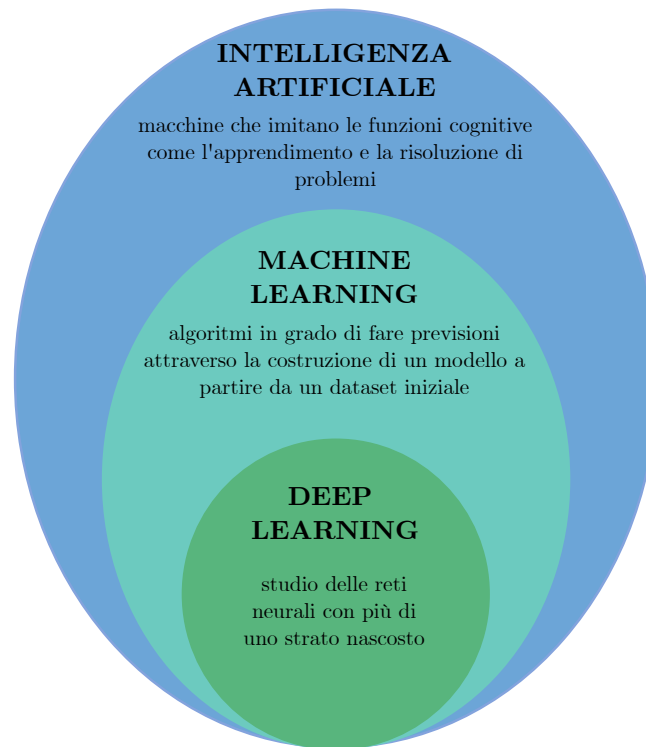 INTELLIGENZA
ARTIFICIALE
macchine che imitano le funzioni cognitive
come l'apprendimento e la risoluzione di
problemi
MACHINE
LEARNING
algoritmi in grado di fare previsioni
attraverso la costruzione di un modello a
partire da un dataset iniziale
DEEP
LEARNING
studio delle reti
neurali con più di
uno strato nascosto